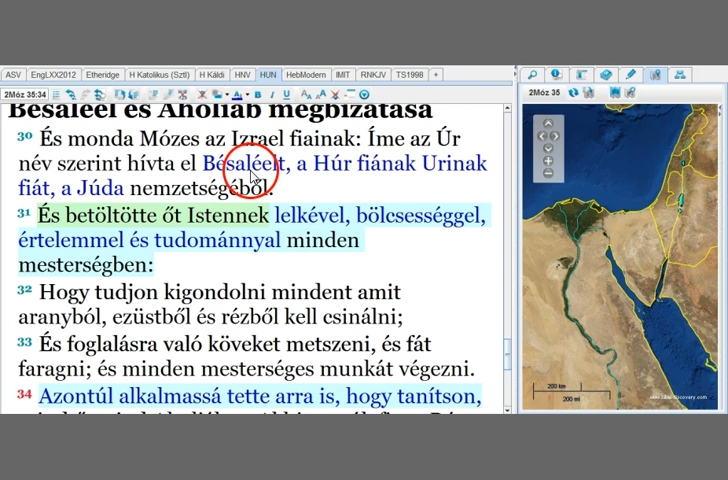 ASV EngLXX2012 Etheridge H Katolikus (Sztl) H Káldi HNV HUN HebModern IMIT RNKJV TS1998 +
2Móz 35:34
2Móz 35
Bésaléel és Aholiáb megbízatása
30 És monda Mózes az Izrael fiainak: Íme az Úr
név szerint hívta el Bésaléelt, a Húr fiának Urinak
fiát, a Júda nemzetségéből.
31 És betöltötte őt Istennek lelkével, bölcsességgel,
értelemmel és tudománnyal minden
mesterségben:
32 Hogy tudjon kigondolni mindent amit
aranyból, ezüstből és rézből kell csinálni;
33 És foglalásra való köveket metszeni, és fát
faragni; és minden mesterséges munkát végezni.
34 Azontúl alkalmassá tette arra is, hogy tanítson,
200 km
200 mi